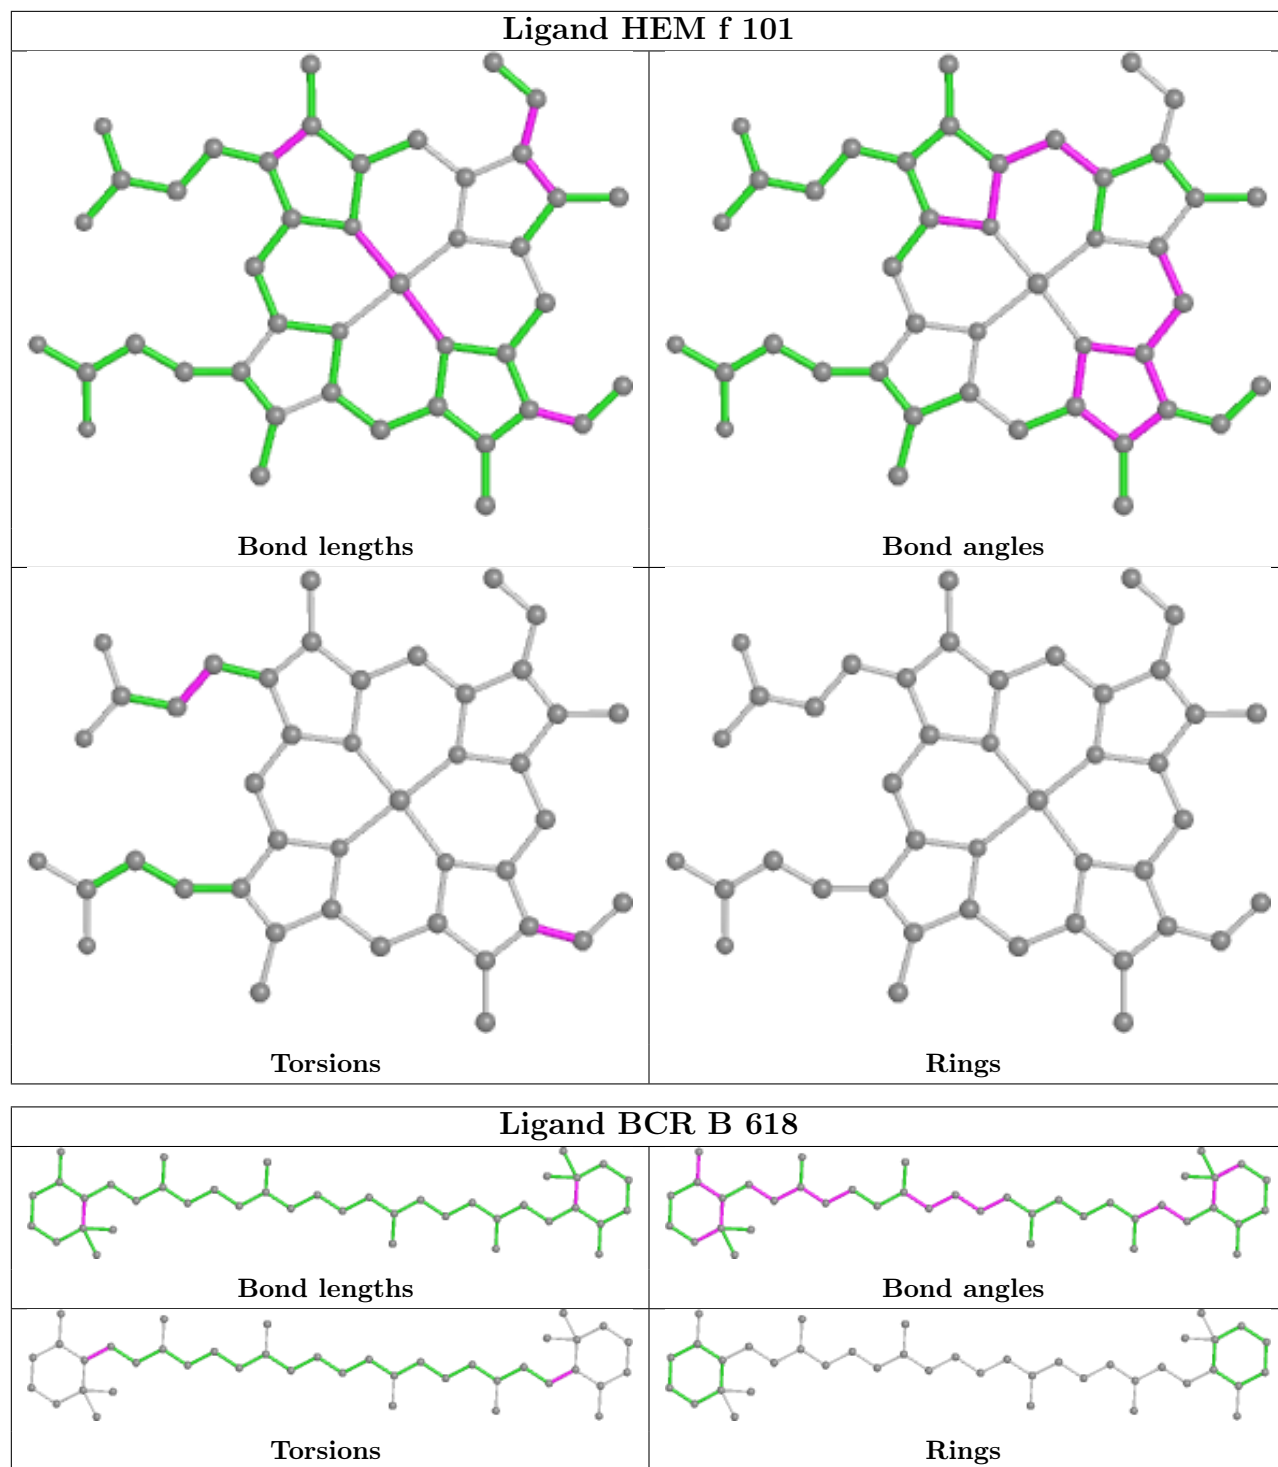 Ligand HEM f 101
Bond lengths
Bond angles
Torsions
Rings
Ligand BCR B 618
Bond lengths
Bond angles
Torsions
Rings